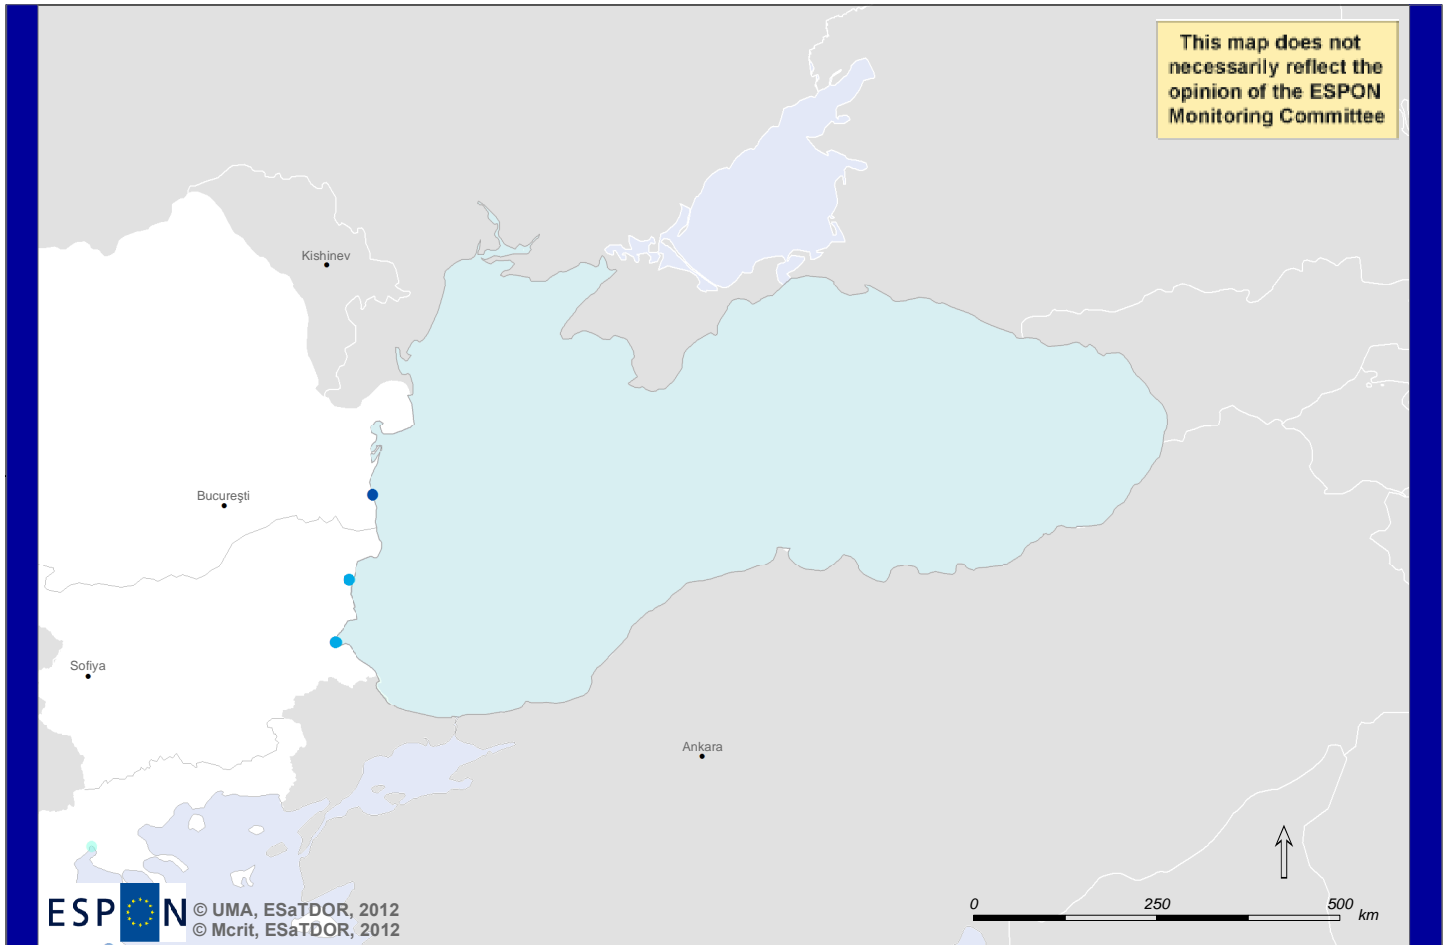 This map does not
necessarily reflect the
opinion of the ESPON
Monitoring Committee
Kishinev
Bucureşti
Sofiya
Ankara
ESPON
© UMA, ESaTDOR, 2012
© Mcrit, ESaTDOR, 2012
0 250 500
km